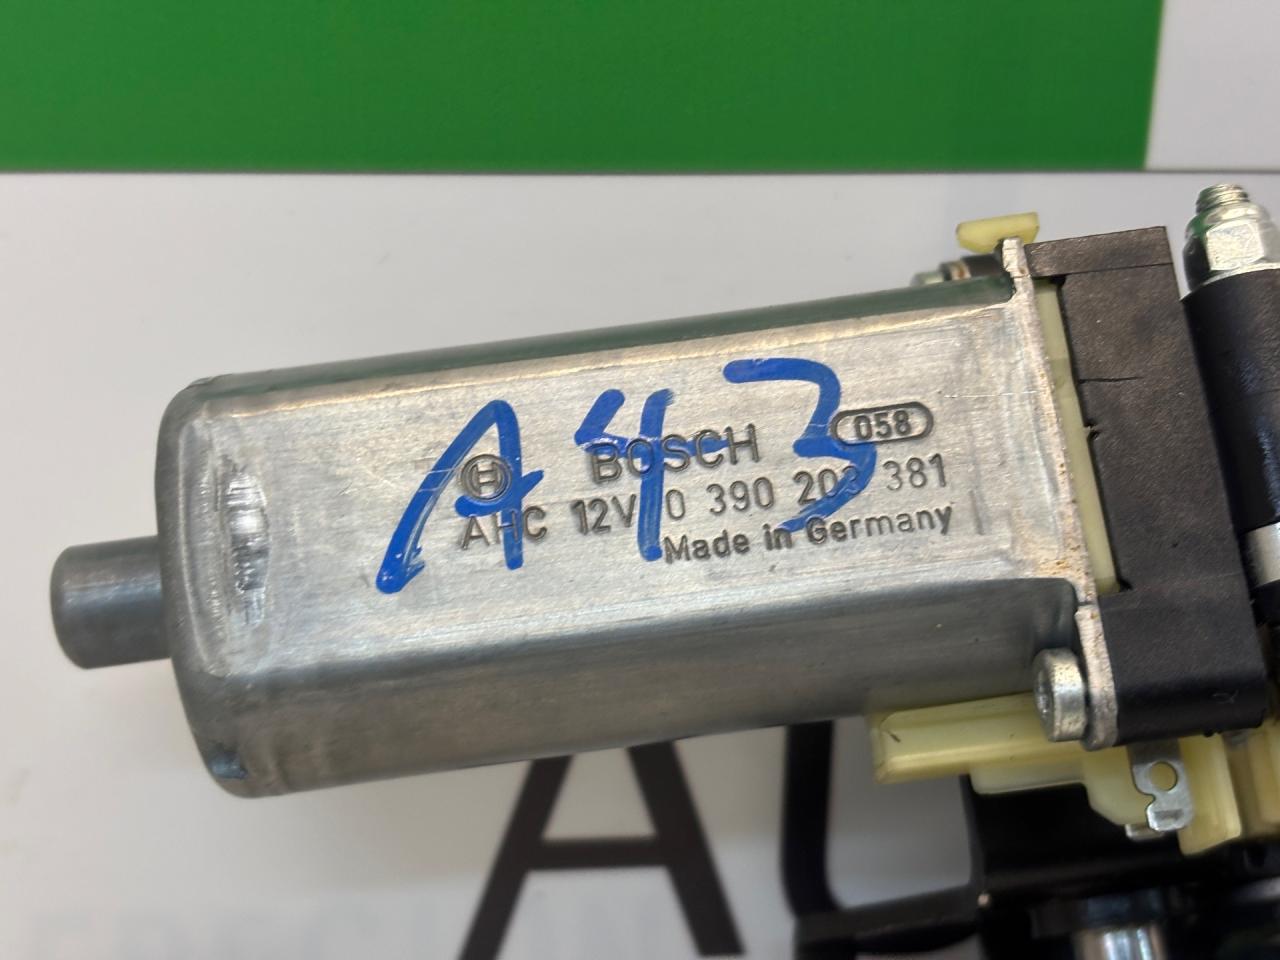 A43
BOSCH 058
AHC 12V 0 390 203 381
Made in Germany
A